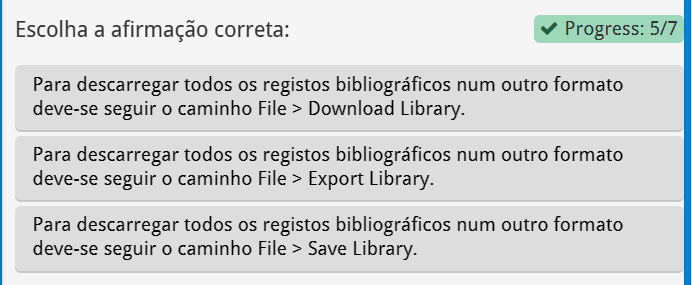 Escolha a afirmação correta:
✔ Progress: 5/7
Para descarregar todos os registos bibliográficos num outro formato
deve-se seguir o caminho File > Download Library.
Para descarregar todos os registos bibliográficos num outro formato
deve-se seguir o caminho File > Export Library.
Para descarregar todos os registos bibliográficos num outro formato
deve-se seguir o caminho File > Save Library.